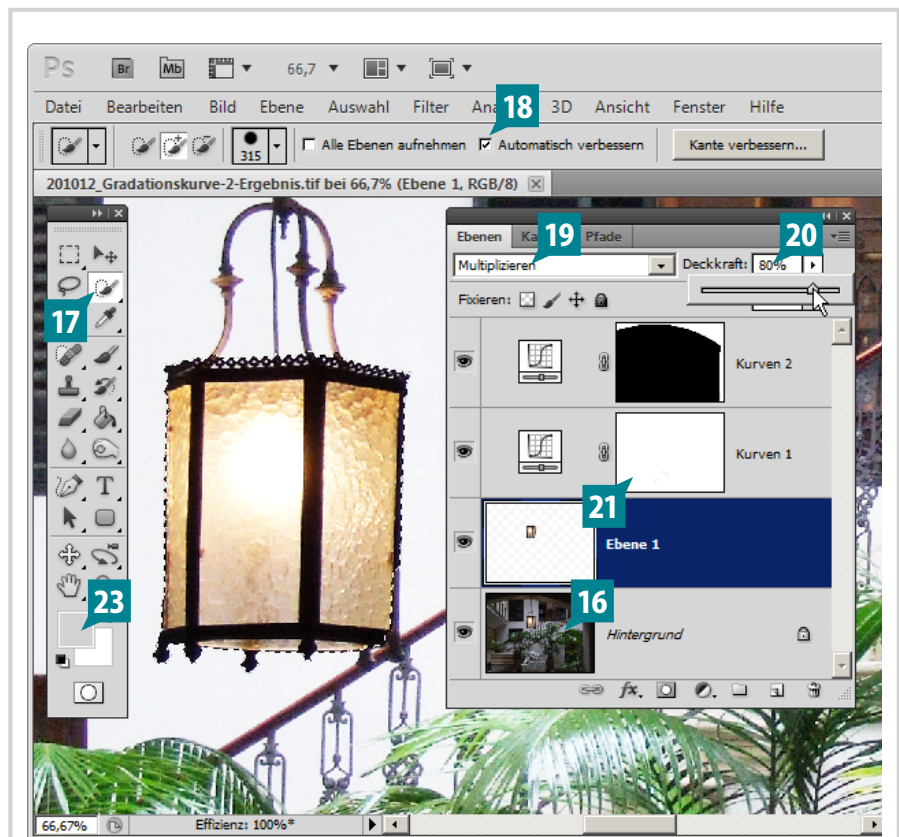 Ps Br Mb 66,7
Datei Bearbeiten Bild Ebene Auswahl Filter 3D Ansicht Fenster Hilfe
18
315 Alle Ebenen aufnehmen Automatisch verbessern Kante verbessern...
201012_Gradationskurve-2-Ergebnis.tif bei 66,7% (Ebene 1, RGB/8)
Ebenen 19 Pfade 20
Multiplizieren Deckkraft: 80%
17
Fixieren:
Kurven 2
Kurven 1
T
21
Ebene 1
23
16
Hintergrund
fx.
66,67% Effizienz: 100%*